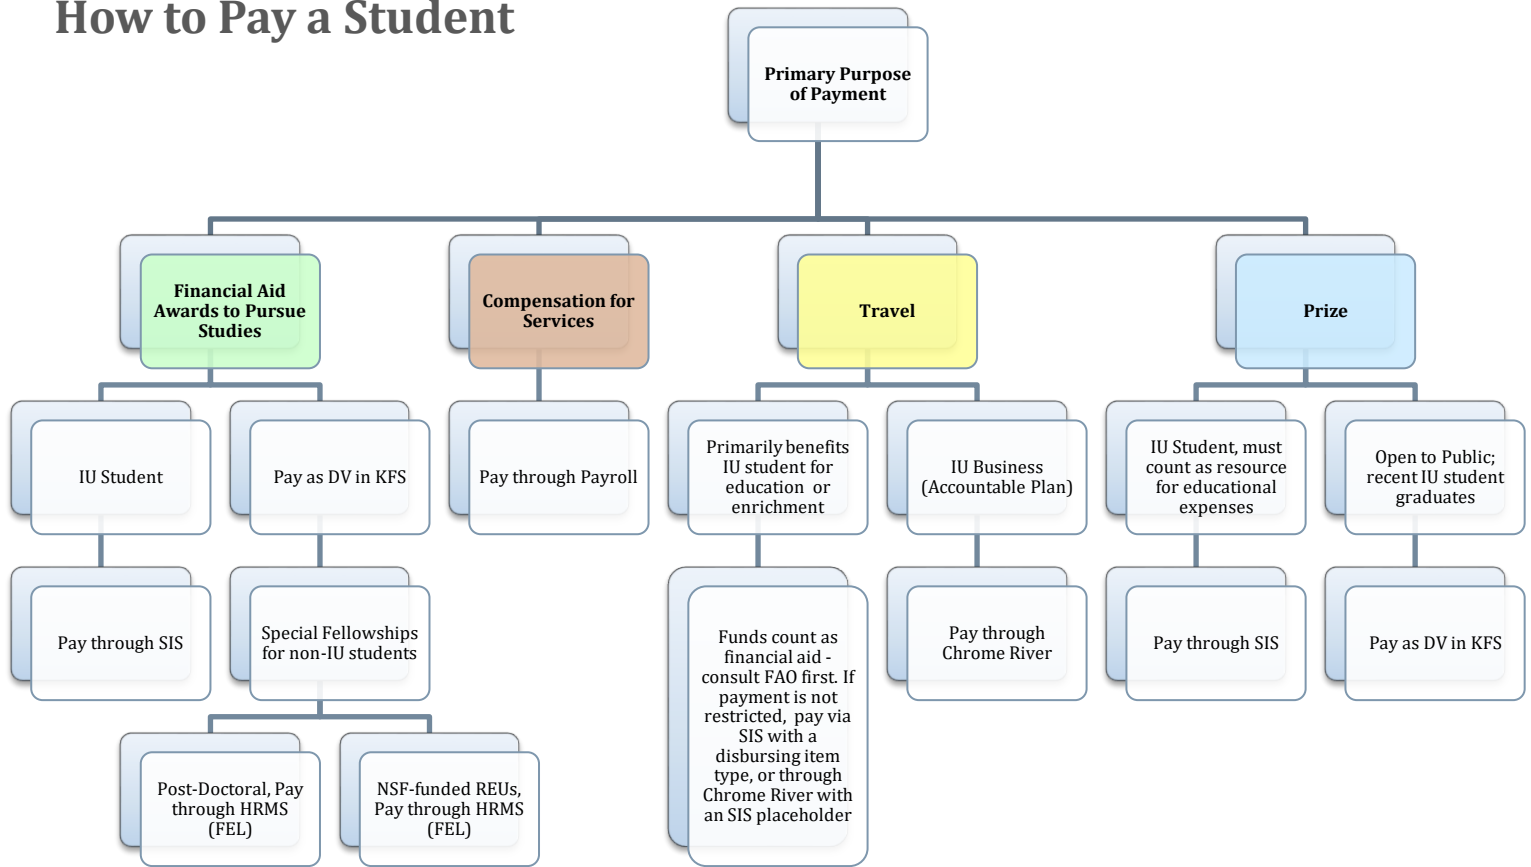 How to Pay a Student
Primary Purpose
of Payment
Financial Aid
Awards to Pursue
Studies
Compensation for
Services
Travel
Prize
IU Student
Pay as DV in KFS
Pay through Payroll
Primarily benefits
IU student for
education or
enrichment
IU Business
(Accountable Plan)
IU Student, must
count as resource
for educational
expenses
Open to Public;
recent IU student
graduates
Pay through SIS
Special Fellowships
for non-IU students
Funds count as
financial aid -
consult FAO first. If
payment is not
restricted, pay via
SIS with a
disbursing item
type, or through
Chrome River with
an SIS placeholder
Pay through
Chrome River
Pay through SIS
Pay as DV in KFS
Post-Doctoral, Pay
through HRMS
(FEL)
NSF-funded REUs,
Pay through HRMS
(FEL)